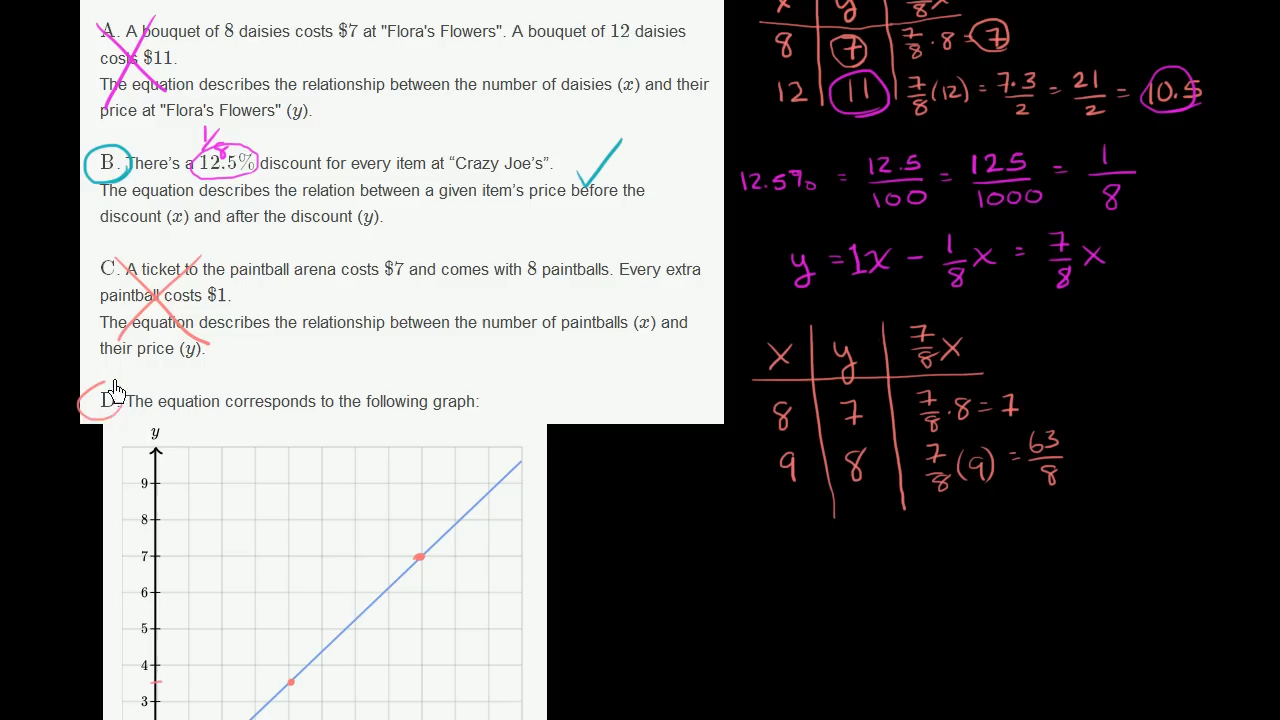 A. A bouquet of 8 daisies costs $7 at "Flora's Flowers". A bouquet of 12 daisies
costs $11.
The equation describes the relationship between the number of daisies (x) and their
price at "Flora's Flowers" (y).
1/8
B. There's a 12.5% discount for every item at “Crazy Joe's”.
The equation describes the relation between a given item's price before the
discount (x) and after the discount (y).
C. A ticket to the paintball arena costs $7 and comes with 8 paintballs. Every extra
paintball costs $1.
The equation describes the relationship between the number of paintballs (x) and
their price (y).
D. The equation corresponds to the following graph:
y
9
8
7
6
5
4
3
x y 7/8 x
8 7 7/8 · 8 = 7
12 11 7/8 (12) = 7·3/2 = 21/2 = 10.5
12.5% = 12.5/100 = 125/1000 = 1/8
y = 1x - 1/8 x = 7/8 x
x y 7/8 x
8 7 7/8 · 8 = 7
9 8 7/8 (9) = 63/8